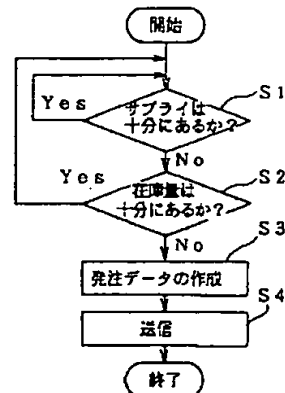 開始
S1
Yes
サプライは
十分にあるか?
No
S2
Yes
在庫量は
十分にあるか?
No
S3
発注データの作成
S4
送信
終了